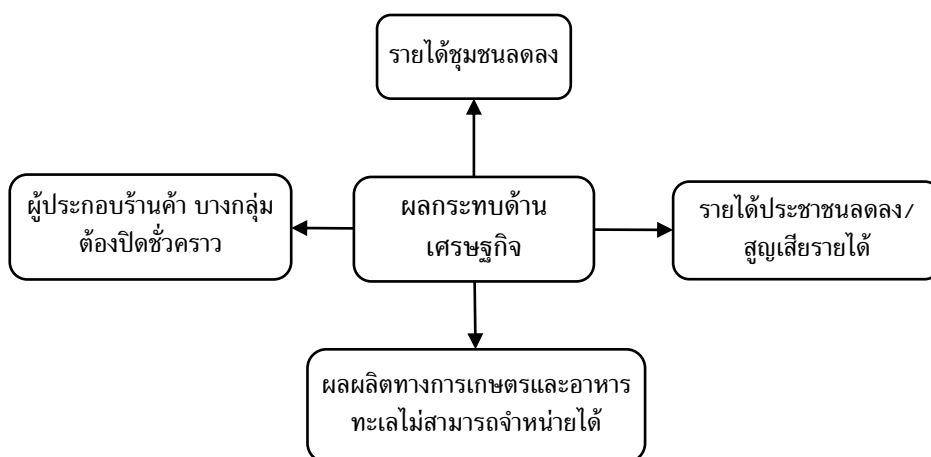 รายได้ชุมชนลดลง
ผู้ประกอบร้านค้า บางกลุ่ม
ต้องปิดชั่วคราว
ผลกระทบด้าน
เศรษฐกิจ
รายได้ประชาชนลดลง/
สูญเสียรายได้
ผลผลิตทางการเกษตรและอาหาร
ทะเลไม่สามารถจำหน่ายได้